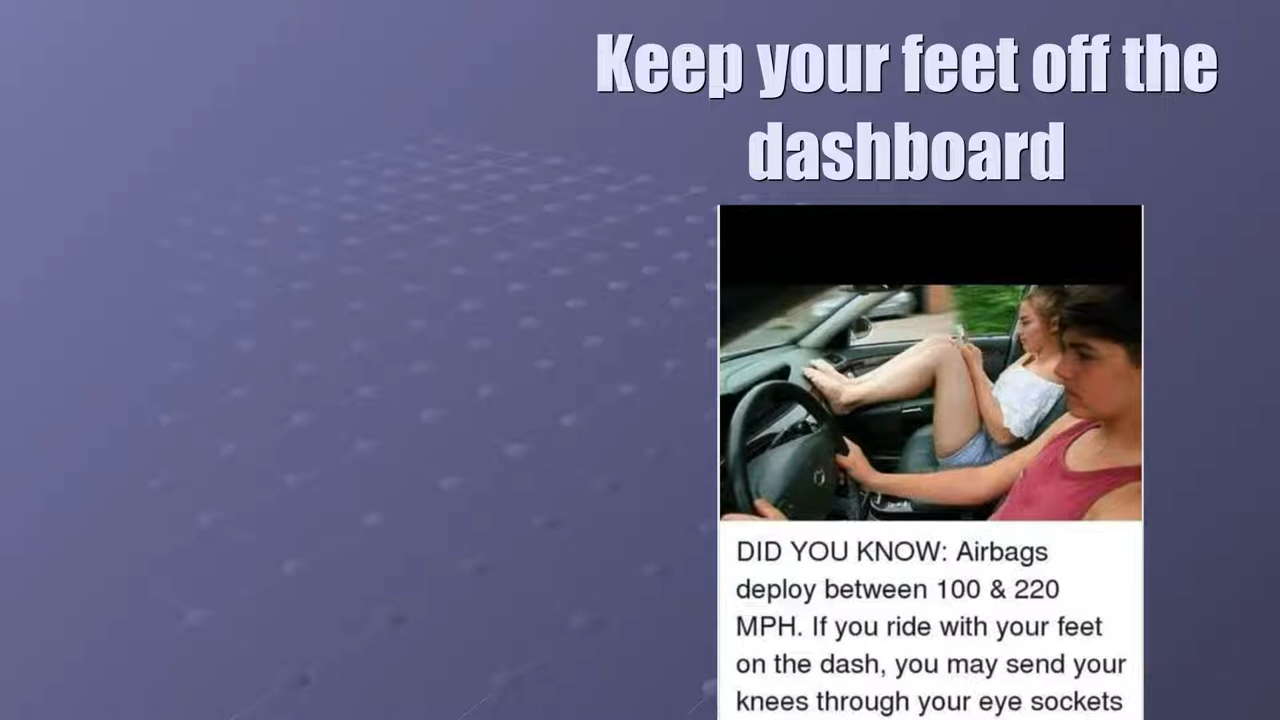 Keep your feet off the
dashboard
DID YOU KNOW: Airbags
deploy between 100 & 220
MPH. If you ride with your feet
on the dash, you may send your
knees through your eye sockets